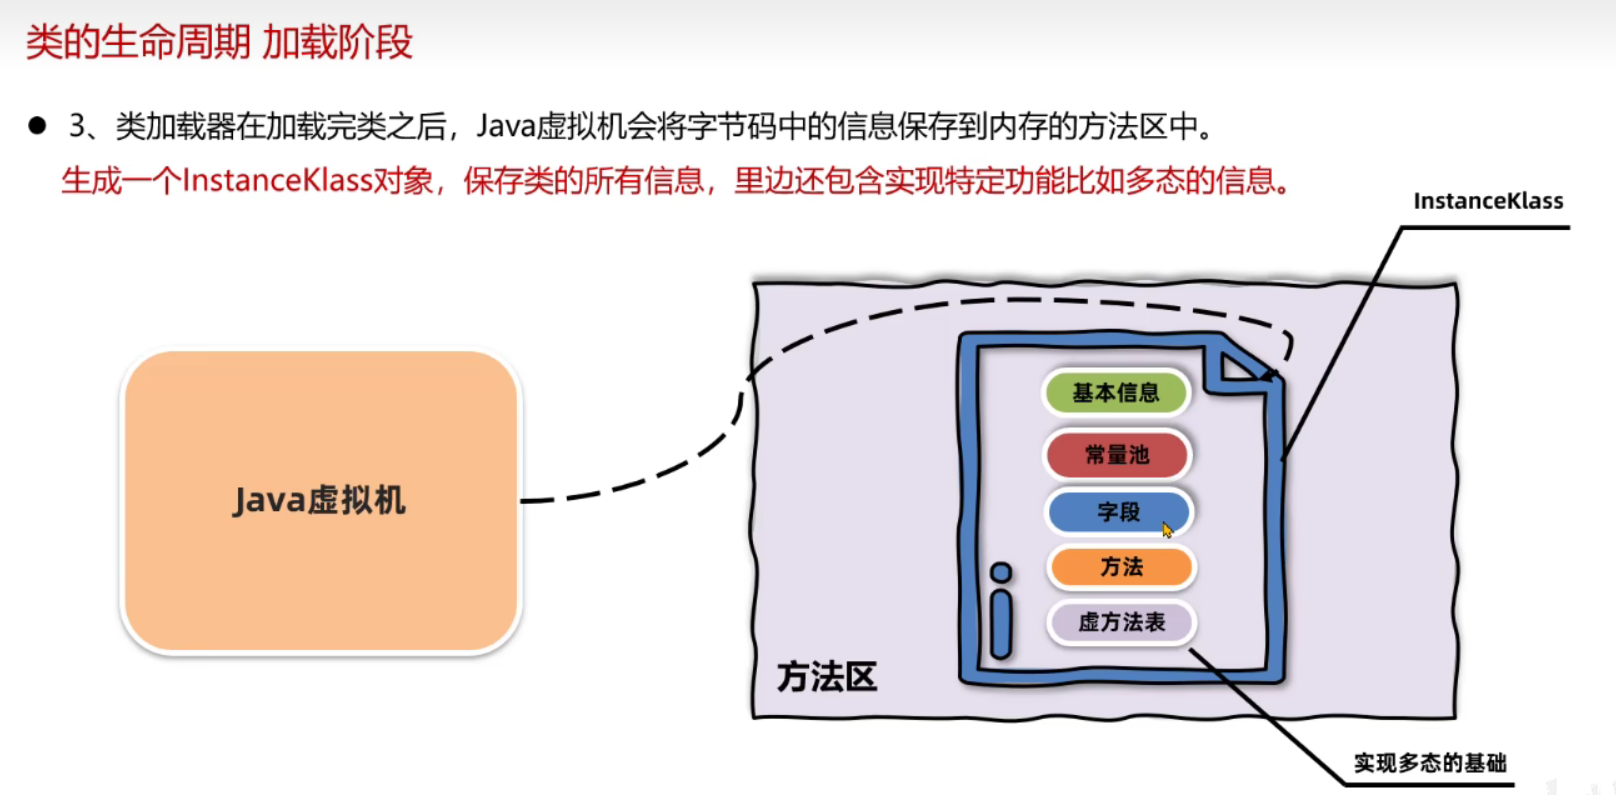 类的生命周期 加载阶段
● 3、类加载器在加载完类之后，Java虚拟机会将字节码中的信息保存到内存的方法区中。
生成一个InstanceKlass对象，保存类的所有信息，里边还包含实现特定功能比如多态的信息。
InstanceKlass
基本信息
常量池
Java虚拟机
字段
方法
虚方法表
方法区
实现多态的基础